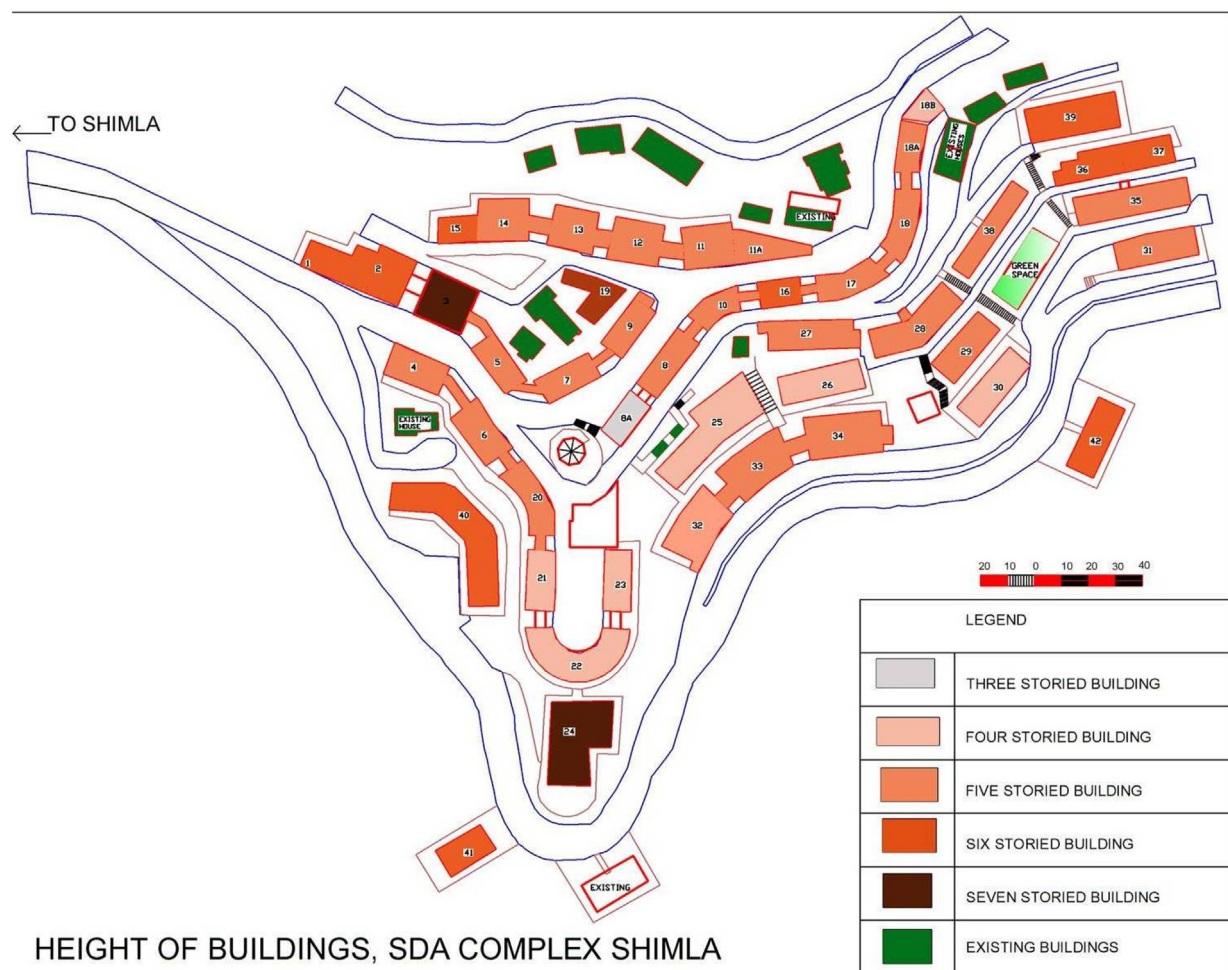 TO SHIMLA
18B
39
EXISTING
HOUSES
18A
37
36
35
EXISTING
15
14
13
12
11
11A
18
38
31
1
2
GREEN
SPACE
3
19
10
16
17
9
27
28
4
5
7
8
29
26
30
EXISTING
HOUSE
8A
6
25
34
42
33
20
40
32
21
23
22
24
41
EXISTING
20 10 0 10 20 30 40
LEGEND
THREE STORIED BUILDING
FOUR STORIED BUILDING
FIVE STORIED BUILDING
SIX STORIED BUILDING
SEVEN STORIED BUILDING
EXISTING BUILDINGS
HEIGHT OF BUILDINGS, SDA COMPLEX SHIMLA